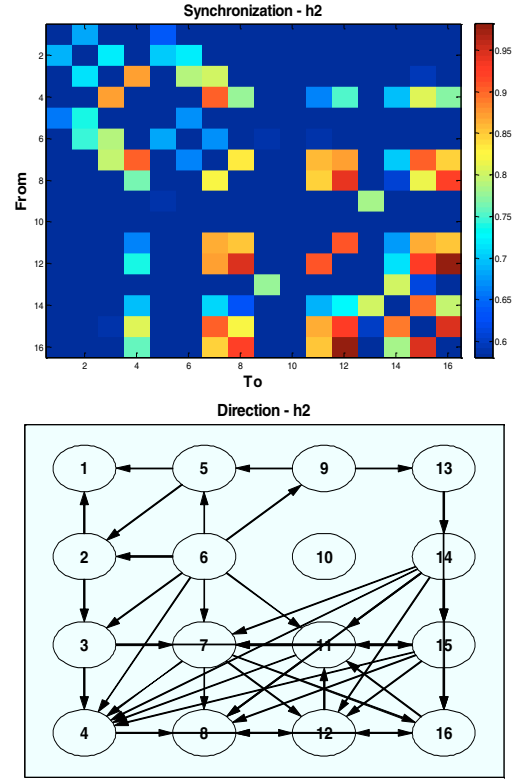 Synchronization - h2
From
2
4
6
8
10
12
14
16
2 4 6 8 10 12 14 16
To
0.95
0.9
0.85
0.8
0.75
0.7
0.65
0.6
Direction - h2
1 5 9 13
2 6 10 14
3 7 11 15
4 8 12 16